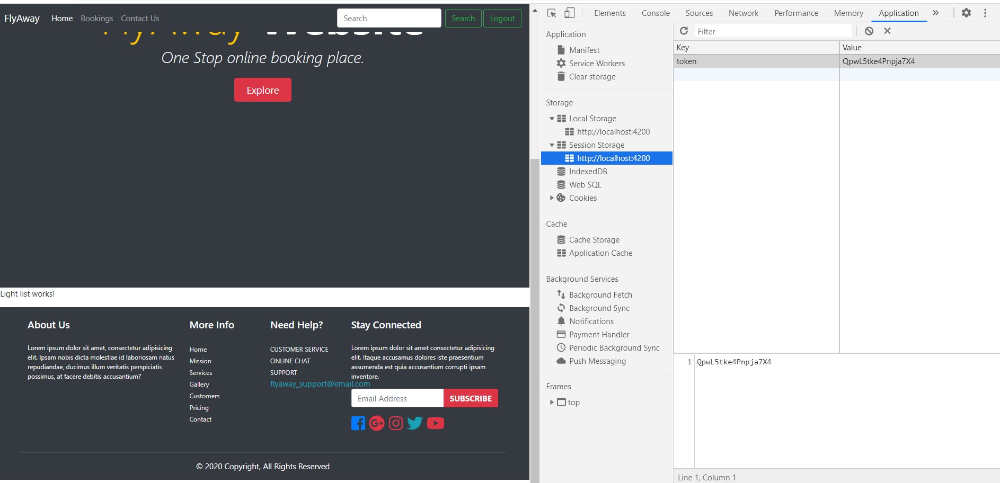 FlyAway Home Bookings Contact Us Search Search Logout
FlyAway Website
One Stop online booking place.
Explore
Light list works!
About Us
Lorem ipsum dolor sit amet, consectetur adipisicing
elit. Ipsam nobis dicta molestiae id laboriosam natus
repudiandae, ducimus illum veritatis perspiciatis
possimus, at facere debitis accusantium?
More Info
Home
Mission
Services
Gallery
Customers
Pricing
Contact
Need Help?
CUSTOMER SERVICE
ONLINE CHAT
SUPPORT
flyaway_support@email.com
Stay Connected
Lorem ipsum dolor sit amet consectetur adipisicing
elit. Itaque accusamus dolores iste praesentium
assumenda est quia accusantium corrupti ipsam
inventore.
Email Address SUBSCRIBE
© 2020 Copyright, All Rights Reserved
Elements Console Sources Network Performance Memory Application
Application
Manifest
Service Workers
Clear storage
Storage
Local Storage
http://localhost:4200
Session Storage
http://localhost:4200
IndexedDB
Web SQL
Cookies
Cache
Cache Storage
Application Cache
Background Services
Background Fetch
Background Sync
Notifications
Payment Handler
Periodic Background Sync
Push Messaging
Frames
top
Filter
Key Value
token QpwL5tke4Pnpja7X4
1 QpwL5tke4Pnpja7X4
Line 1, Column 1